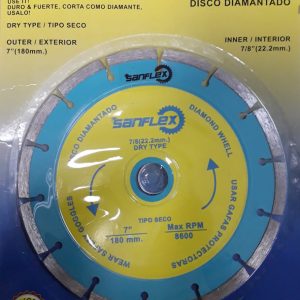 USE IT!
DURO & FUERTE, CORTA COMO DIAMANTE,
USALO!
DRY TYPE / TIPO SECO
DISCO DIAMANTADO
OUTER / EXTERIOR
7"(180mm.)
INNER / INTERIOR
7/8"(22.2mm.)
SANFLEX
7/8(22.2mm.)
DRY TYPE
DISCO DIAMANTADO
DIAMOND WHELL
TIPO SECO
7"
180 mm.
Max RPM
8600
WEAR SAFETY GOGGLES
USAR GAFAS PROTECTORAS